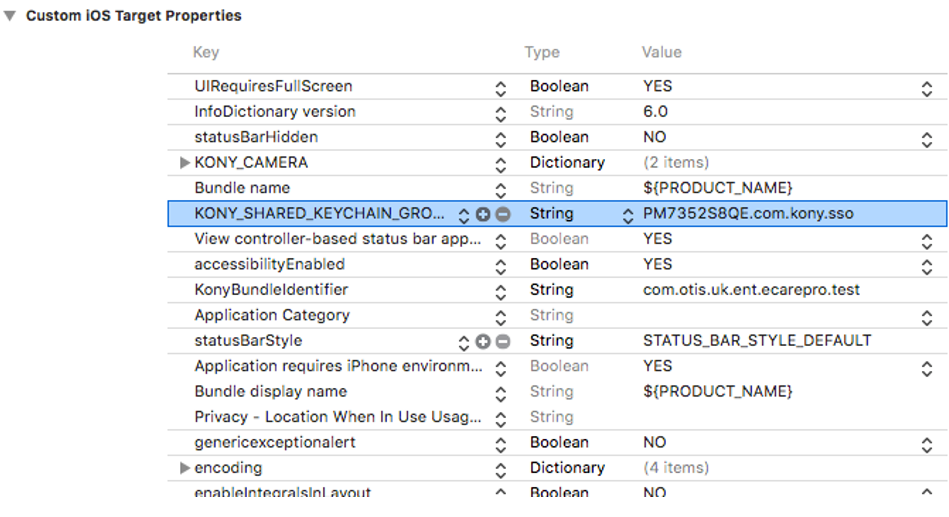 Custom iOS Target Properties
Key Type Value
UIRequiresFullScreen Boolean YES
InfoDictionary version String 6.0
statusBarHidden Boolean NO
KONY_CAMERA Dictionary (2 items)
Bundle name String ${PRODUCT_NAME}
KONY_SHARED_KEYCHAIN_GRO... String PM7352S8QE.com.kony.sso
View controller-based status bar app... Boolean YES
accessibilityEnabled Boolean YES
KonyBundleIdentifier String com.otis.uk.ent.ecarepro.test
Application Category String
statusBarStyle String STATUS_BAR_STYLE_DEFAULT
Application requires iPhone environm... Boolean YES
Bundle display name String ${PRODUCT_NAME}
Privacy - Location When In Use Usag... String
genericexceptionalert Boolean NO
encoding Dictionary (4 items)
enableIntegralsInLayout Boolean NO